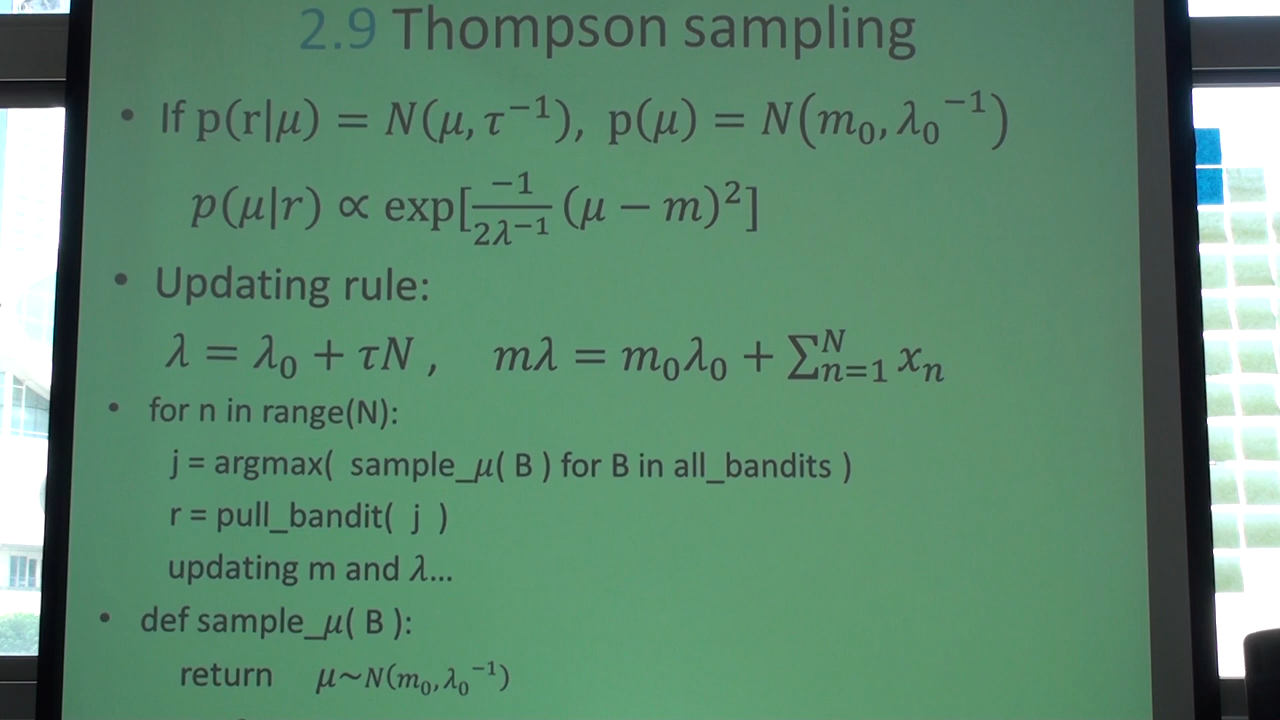 2.9 Thompson sampling
• If p(r|μ) = N(μ, τ⁻¹), p(μ) = N(m₀, λ₀⁻¹)
p(μ|r) ∝ exp[−1/(2λ⁻¹) (μ − m)²]
• Updating rule:
λ = λ₀ + τN , mλ = m₀λ₀ + ∑ₙ₌₁ᴺ xₙ
• for n in range(N):
j = argmax( sample_μ( B ) for B in all_bandits )
r = pull_bandit( j )
updating m and λ...
• def sample_μ( B ):
return μ~N(m₀, λ₀⁻¹)